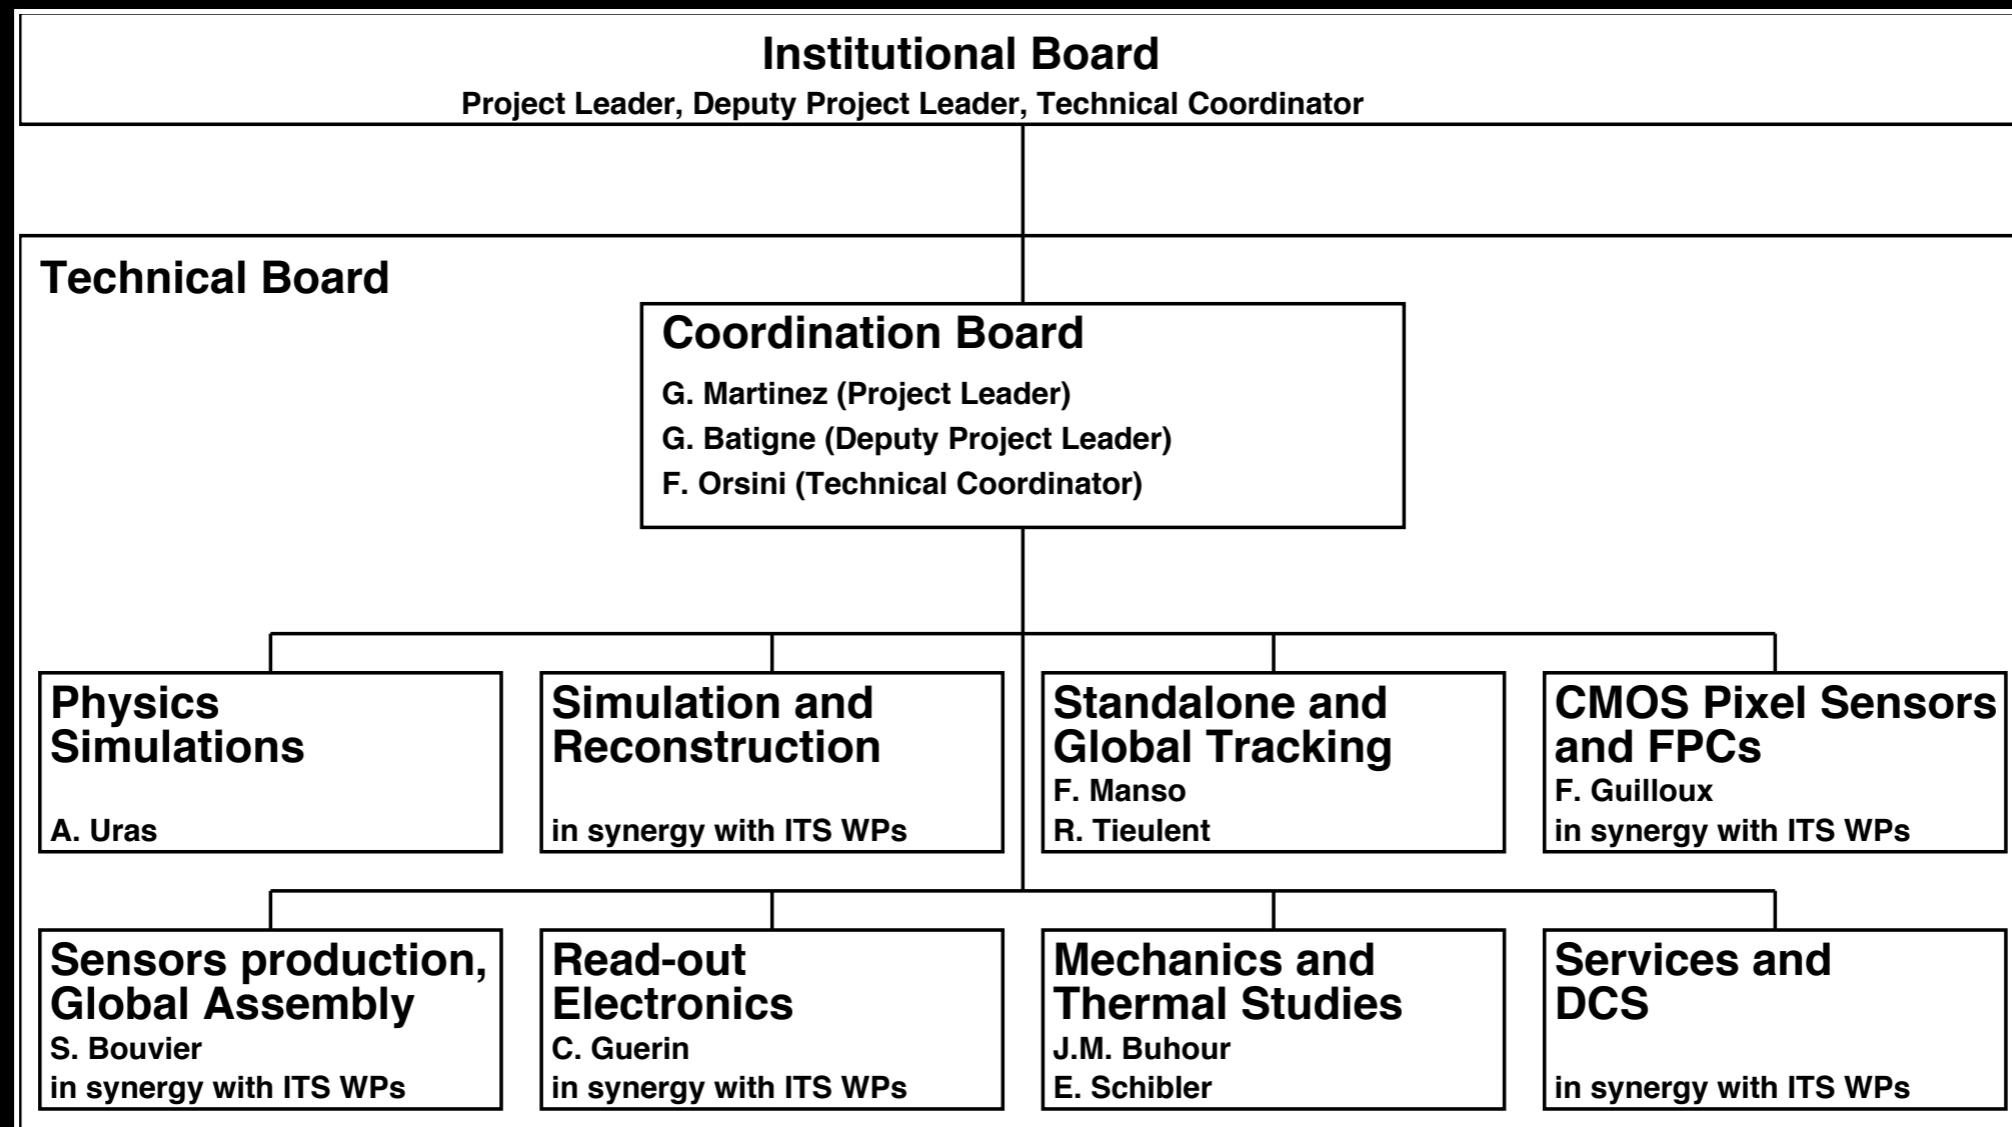 Institutional Board
Project Leader, Deputy Project Leader, Technical Coordinator
Technical Board
Coordination Board
G. Martinez (Project Leader)
G. Batigne (Deputy Project Leader)
F. Orsini (Technical Coordinator)
Physics
Simulations
A. Uras
Simulation and
Reconstruction
in synergy with ITS WPs
Standalone and
Global Tracking
F. Manso
R. Tieulent
CMOS Pixel Sensors
and FPCs
F. Guilloux
in synergy with ITS WPs
Sensors production,
Global Assembly
S. Bouvier
in synergy with ITS WPs
Read-out
Electronics
C. Guerin
in synergy with ITS WPs
Mechanics and
Thermal Studies
J.M. Buhour
E. Schibler
Services and
DCS
in synergy with ITS WPs